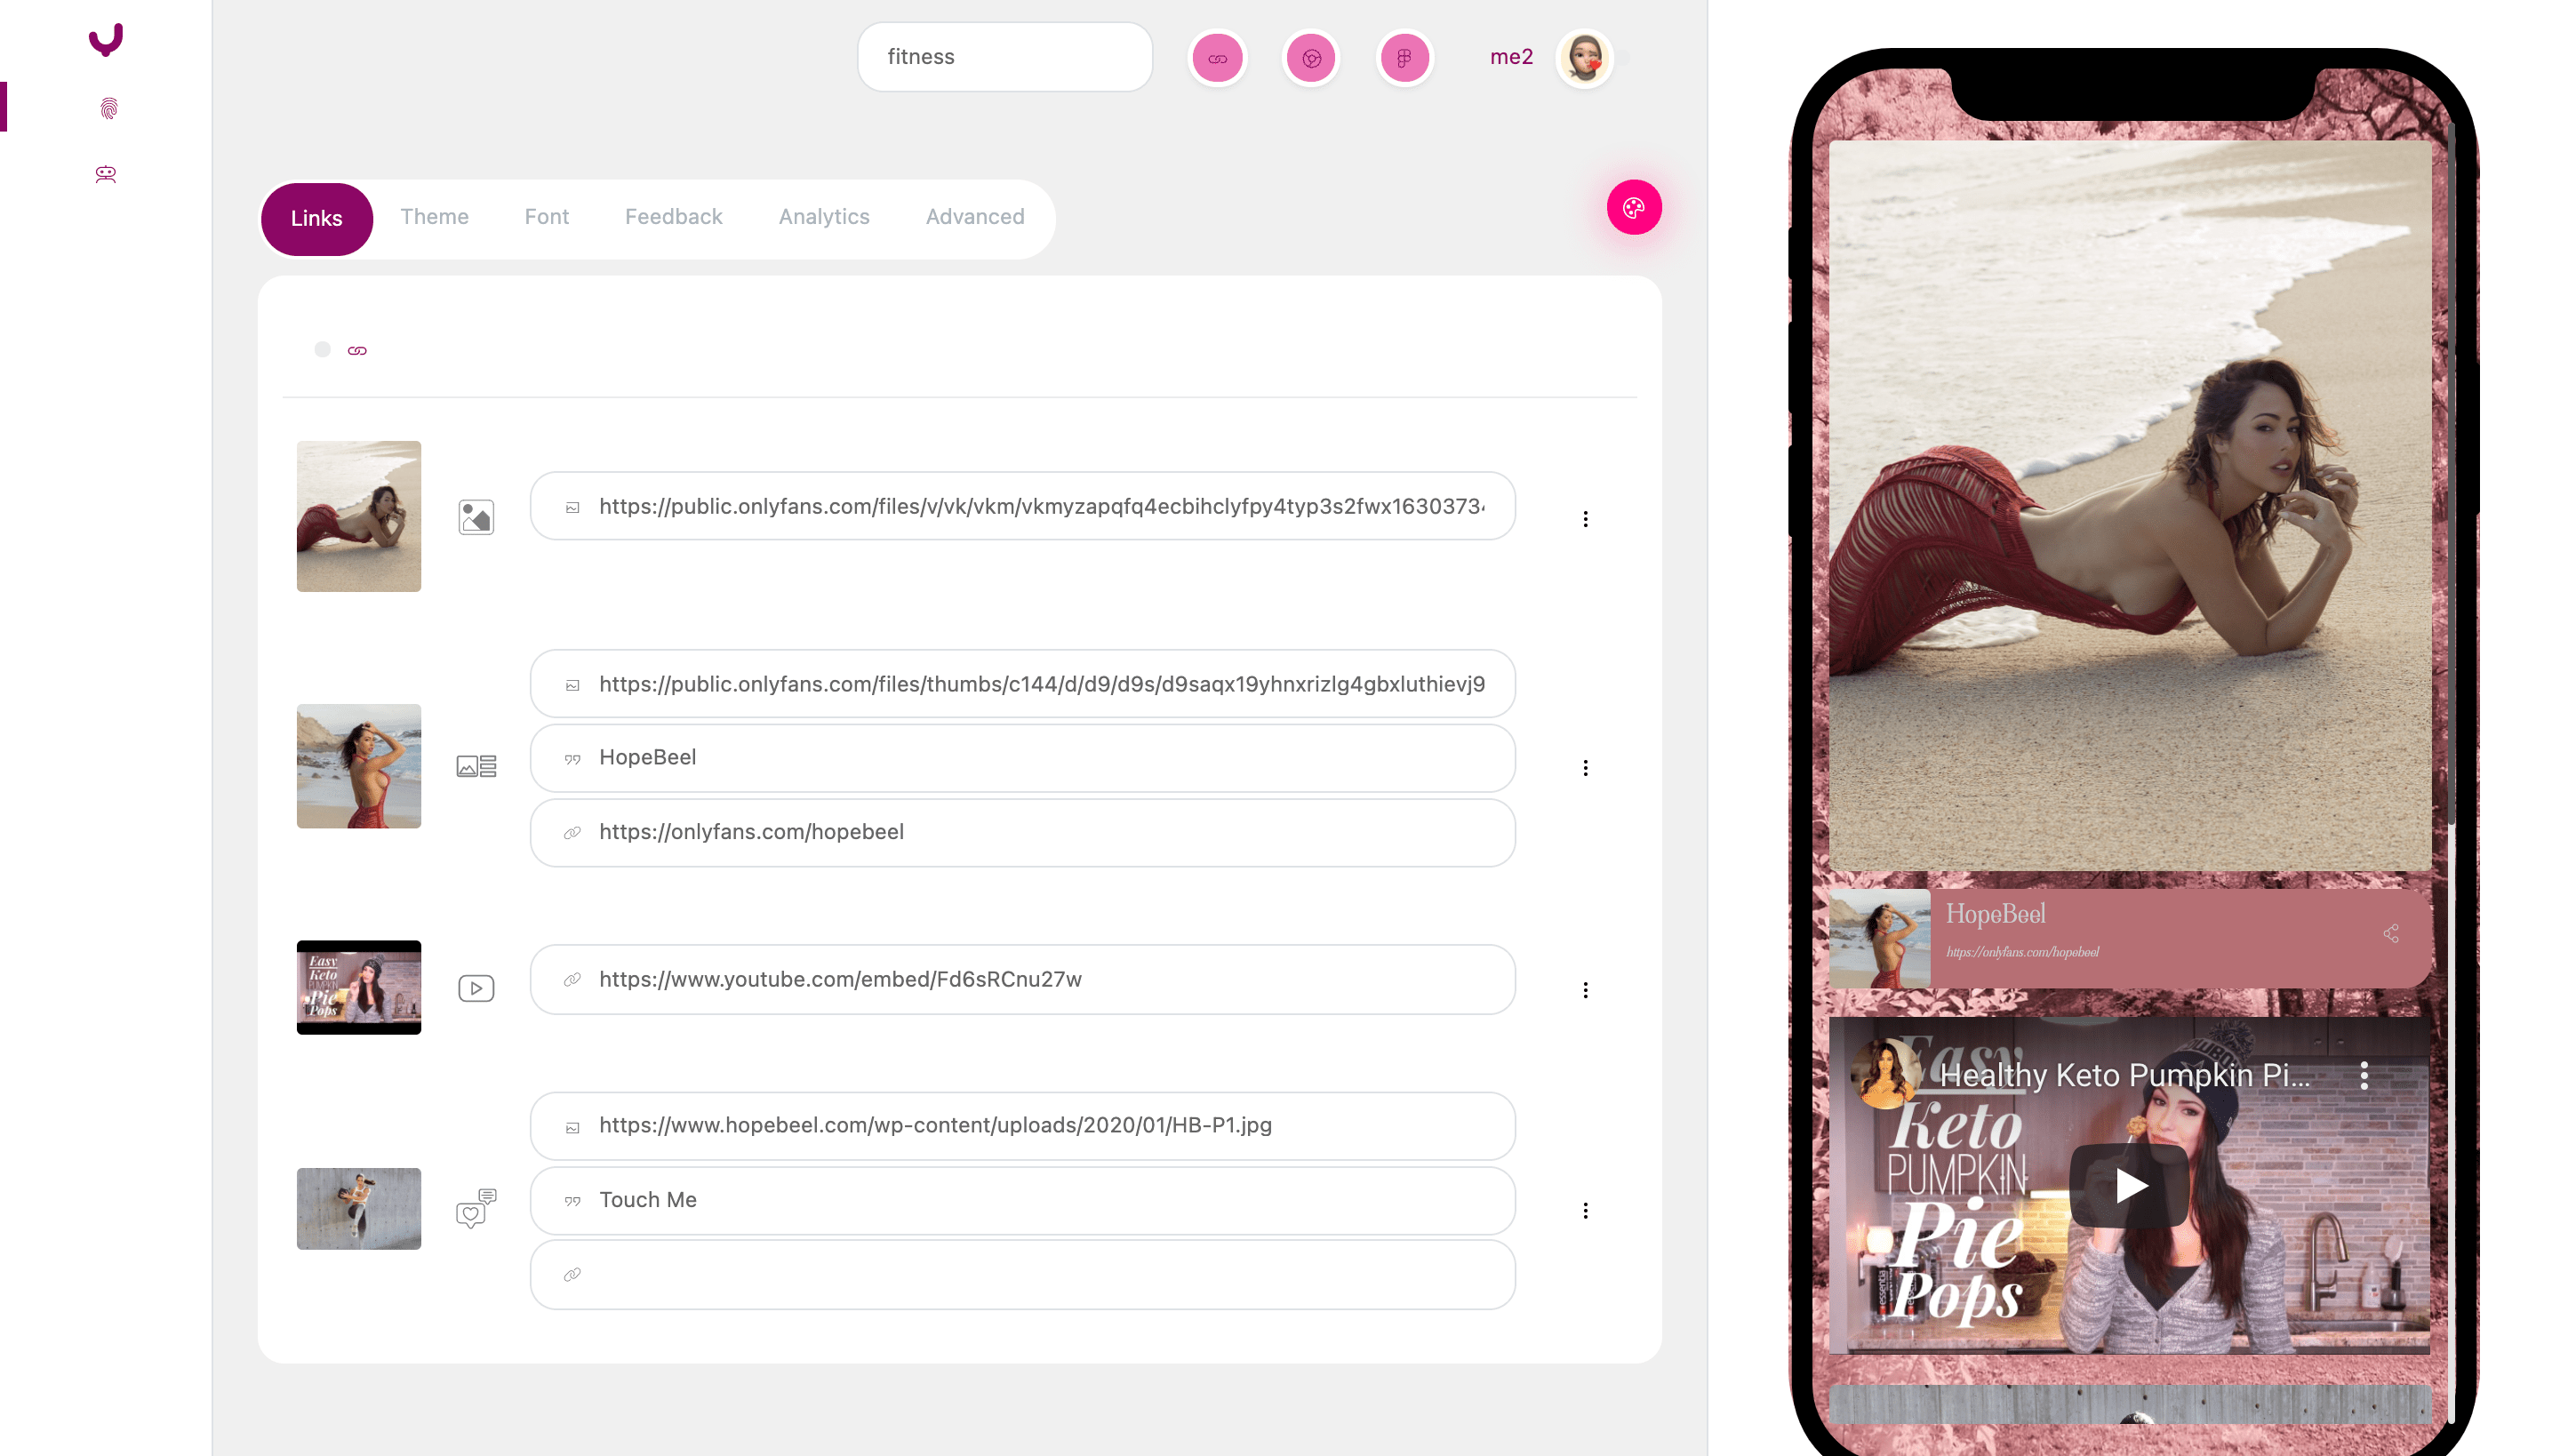 fitness
me2
Links
Theme
Font
Feedback
Analytics
Advanced
https://public.onlyfans.com/files/v/vk/vkm/vkmyzapqfq4ecbihclyfpy4typ3s2fwx1630373
https://public.onlyfans.com/files/thumbs/c144/d/d9/d9s/d9saqx19yhnxrizlg4gbxluthievj9
HopeBeel
https://onlyfans.com/hopebeel
Easy
Keto
PUMPKIN
Pie
Pops
https://www.youtube.com/embed/Fd6sRCnu27w
https://www.hopebeel.com/wp-content/uploads/2020/01/HB-P1.jpg
Touch Me
HopeBeel
https://onlyfans.com/hopebeel
Healthy Keto Pumpkin Pi...
Easy
Keto
PUMPKIN
Pie
Pops